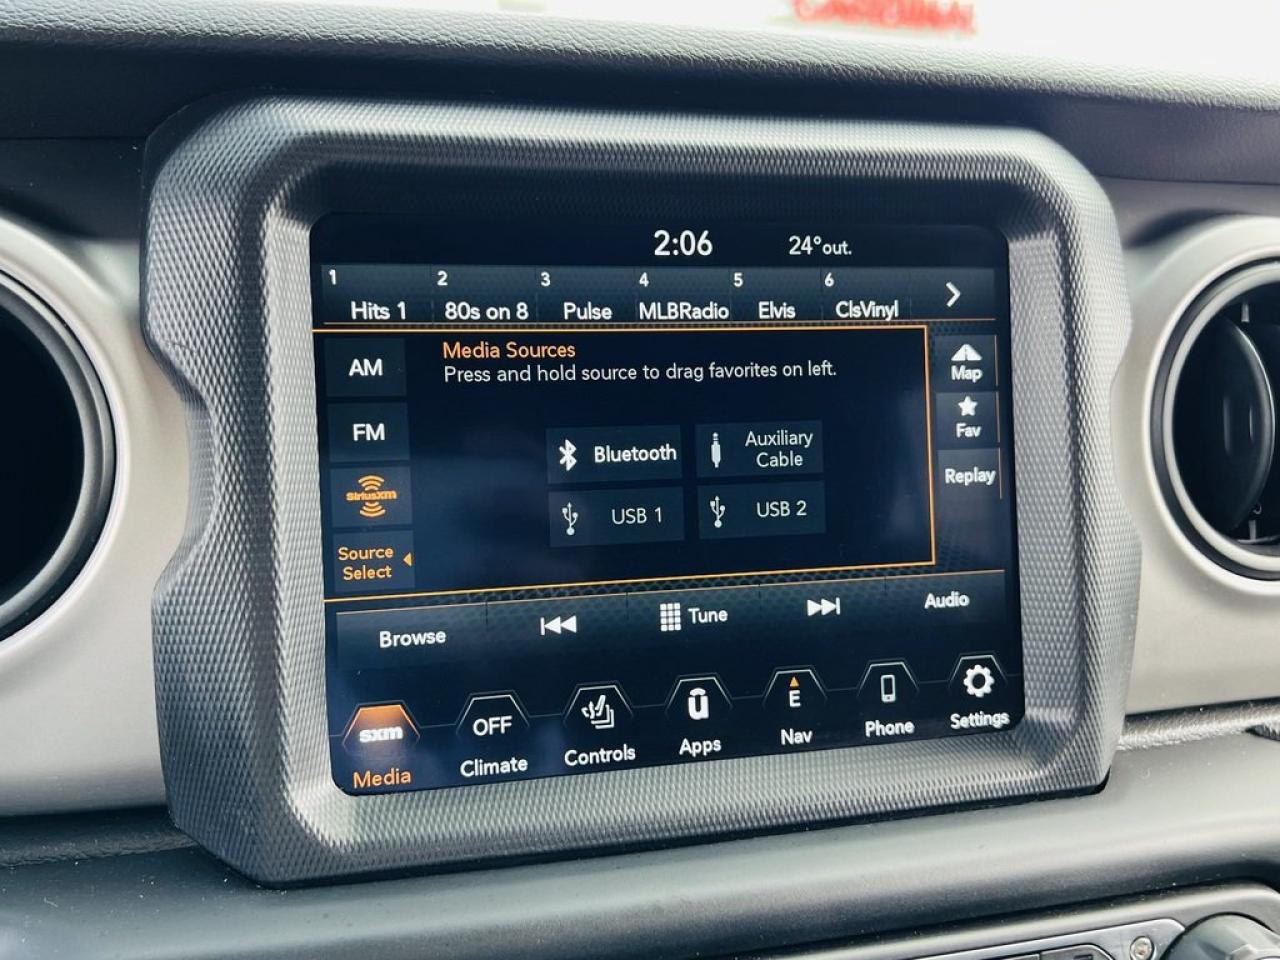 2:06 24° out.
1 2 3 4 5 6
Hits 1 80s on 8 Pulse MLBRadio Elvis ClsVinyl
AM
Media Sources
Press and hold source to drag favorites on left.
Map
FM
Fav
Bluetooth
Auxiliary
Cable
Replay
SiriusXM
USB 1
USB 2
Source
Select
Browse
Tune
Audio
sxm
Media
OFF
Climate
Controls
ū
Apps
E
Nav
Phone
Settings